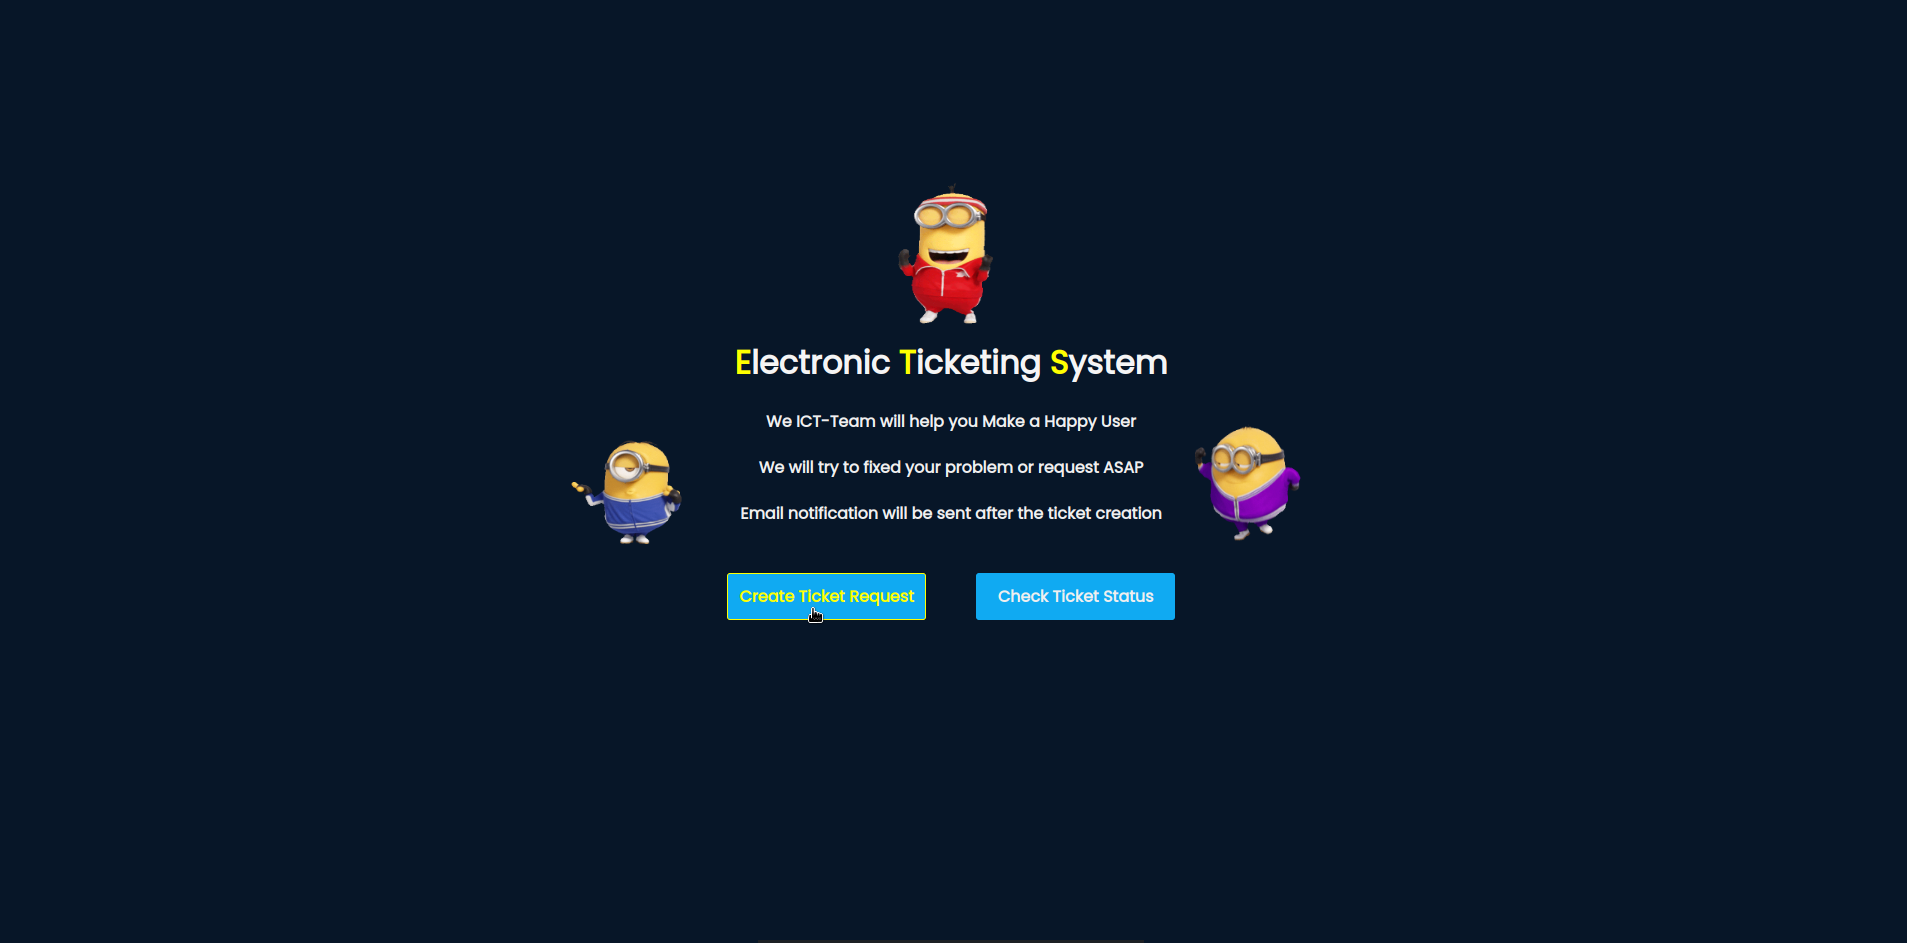 Electronic Ticketing System
We ICT-Team will help you Make a Happy User
We will try to fixed your problem or request ASAP
Email notification will be sent after the ticket creation
Create Ticket Request
Check Ticket Status